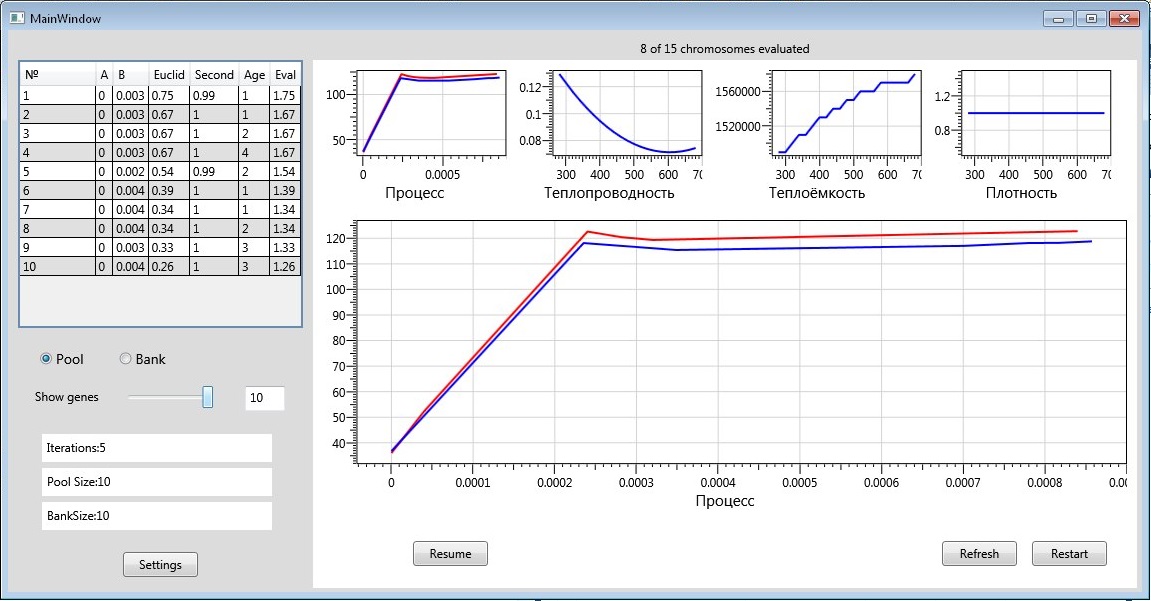 MainWindow
8 of 15 chromosomes evaluated
№ A B Euclid Second Age Eval
1 0 0.003 0.75 0.99 1 1.75
2 0 0.003 0.67 1 1 1.67
3 0 0.003 0.67 1 2 1.67
4 0 0.003 0.67 1 4 1.67
5 0 0.002 0.54 0.99 2 1.54
6 0 0.004 0.39 1 1 1.39
7 0 0.004 0.34 1 1 1.34
8 0 0.004 0.34 1 2 1.34
9 0 0.003 0.33 1 3 1.33
10 0 0.004 0.26 1 3 1.26
Pool Bank
Show genes 10
Iterations:5
Pool Size:10
BankSize:10
Settings
100
50
0 0.0005
Процесс
0.12
0.1
0.08
300 400 500 600 70
Теплопроводность
1560000
1520000
300 400 500 600 70
Теплоёмкость
1.2
0.8
300 400 500 600 70
Плотность
120
110
100
90
80
70
60
50
40
0 0.0001 0.0002 0.0003 0.0004 0.0005 0.0006 0.0007 0.0008 0.00
Процесс
Resume Refresh Restart